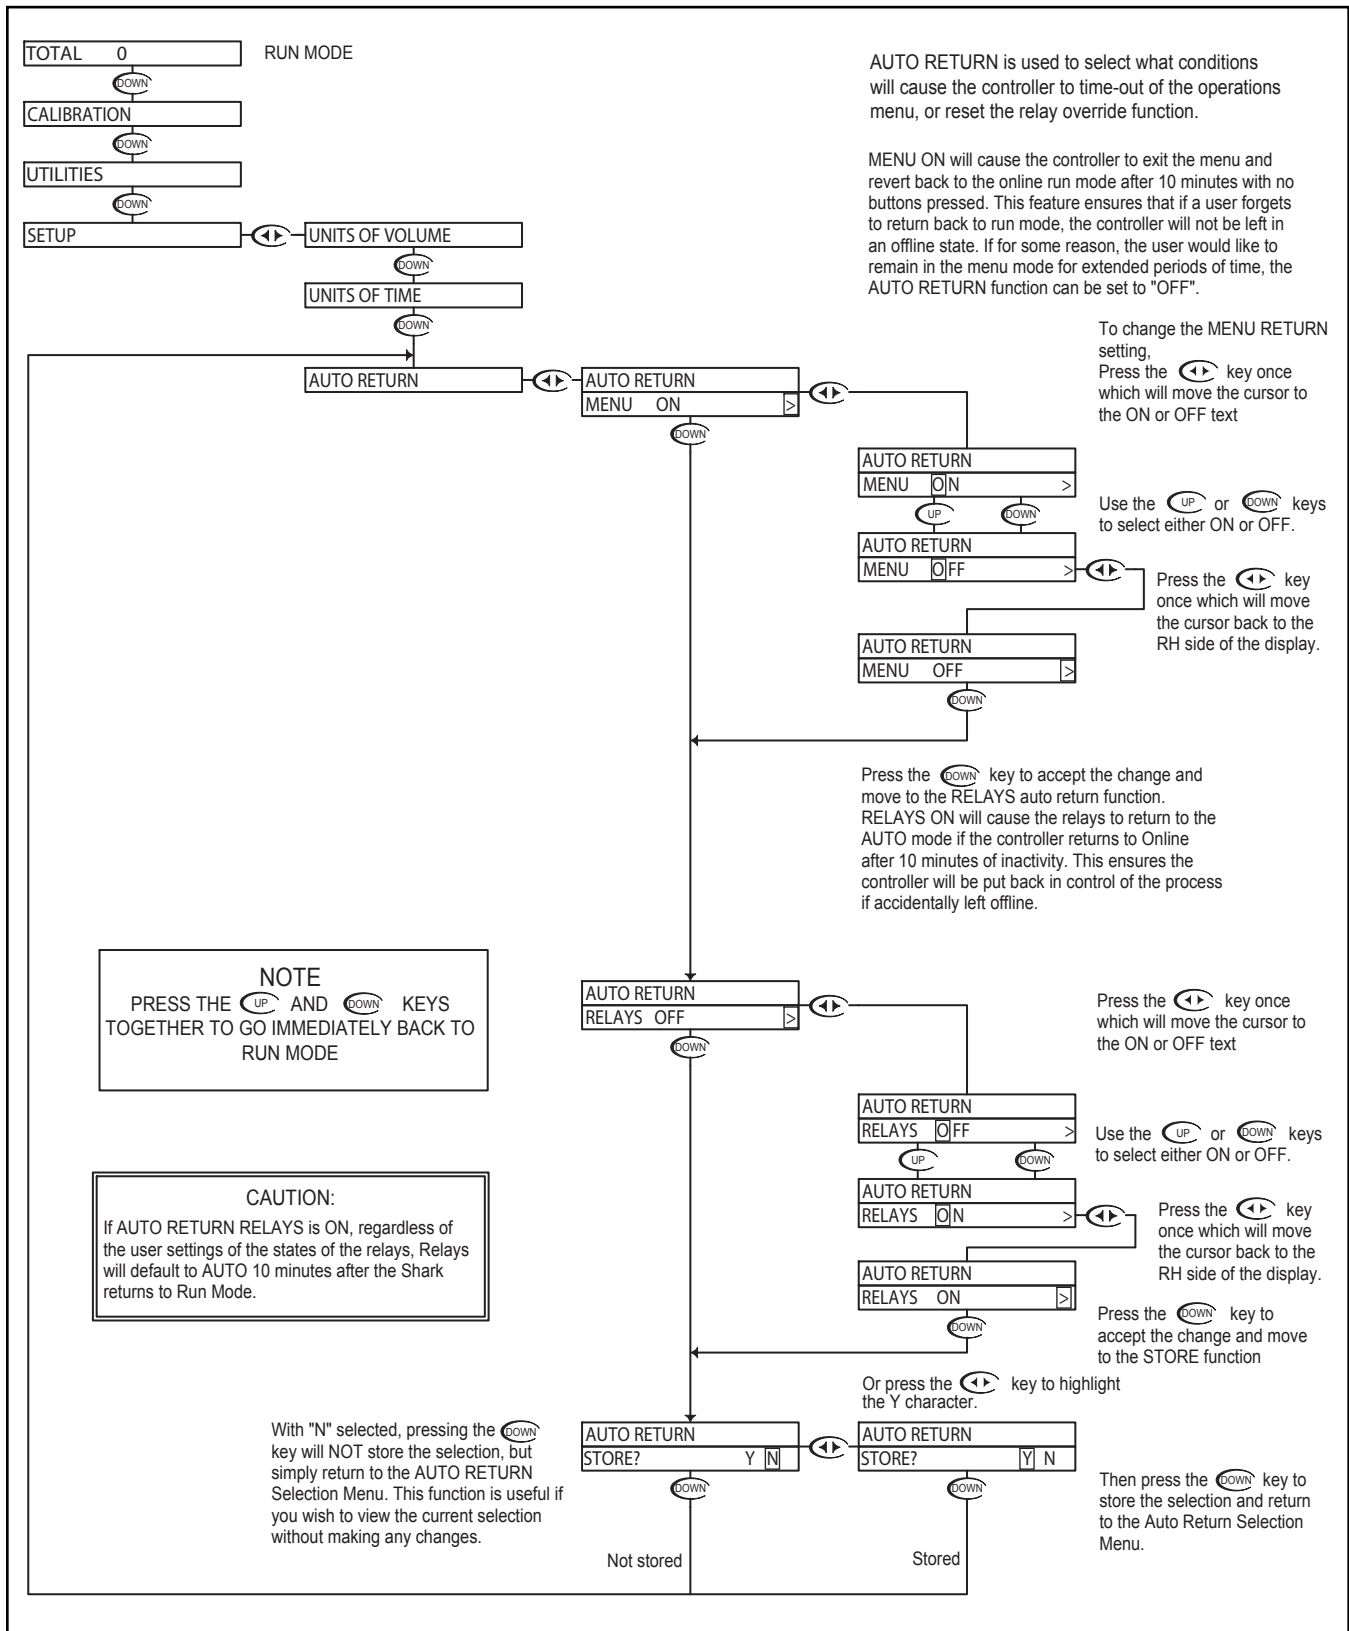 TOTAL 0
RUN MODE
DOWN
CALIBRATION
DOWN
UTILITIES
DOWN
SETUP
UNITS OF VOLUME
DOWN
UNITS OF TIME
DOWN
AUTO RETURN
AUTO RETURN is used to select what conditions
will cause the controller to time-out of the operations
menu, or reset the relay override function.
MENU ON will cause the controller to exit the menu and
revert back to the online run mode after 10 minutes with no
buttons pressed. This feature ensures that if a user forgets
to return back to run mode, the controller will not be left in
an offline state. If for some reason, the user would like to
remain in the menu mode for extended periods of time, the
AUTO RETURN function can be set to "OFF".
AUTO RETURN
MENU ON >
DOWN
To change the MENU RETURN
setting,
Press the key once
which will move the cursor to
the ON or OFF text
AUTO RETURN
MENU ON >
UP DOWN
Use the UP or DOWN keys
to select either ON or OFF.
AUTO RETURN
MENU OFF >
Press the key
once which will move
the cursor back to the
RH side of the display.
AUTO RETURN
MENU OFF >
DOWN
Press the DOWN key to accept the change and
move to the RELAYS auto return function.
RELAYS ON will cause the relays to return to the
AUTO mode if the controller returns to Online
after 10 minutes of inactivity. This ensures the
controller will be put back in control of the process
if accidentally left offline.
NOTE
PRESS THE UP AND DOWN KEYS
TOGETHER TO GO IMMEDIATELY BACK TO
RUN MODE
AUTO RETURN
RELAYS OFF >
DOWN
Press the key once
which will move the cursor to
the ON or OFF text
AUTO RETURN
RELAYS OFF >
UP DOWN
Use the UP or DOWN keys
to select either ON or OFF.
CAUTION:
If AUTO RETURN RELAYS is ON, regardless of
the user settings of the states of the relays, Relays
will default to AUTO 10 minutes after the Shark
returns to Run Mode.
AUTO RETURN
RELAYS ON >
Press the key
once which will move
the cursor back to the
RH side of the display.
AUTO RETURN
RELAYS ON >
DOWN
Press the DOWN key to
accept the change and move
to the STORE function
Or press the key to highlight
the Y character.
With "N" selected, pressing the DOWN
key will NOT store the selection, but
simply return to the AUTO RETURN
Selection Menu. This function is useful if
you wish to view the current selection
without making any changes.
AUTO RETURN
STORE? Y N
DOWN
Not stored
AUTO RETURN
STORE? Y N
DOWN
Stored
Then press the DOWN key to
store the selection and return
to the Auto Return Selection
Menu.